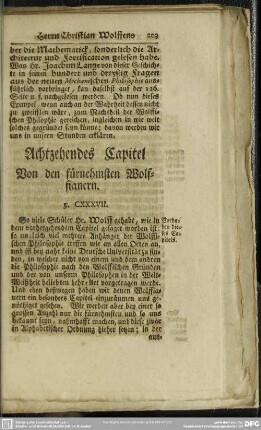 Herrn Christian Wolffens 203
ber die Mathematick, sonderlich die Ar-
chitectur und Fortification gelesen habe.
Was Hr. Joachim Lange von dieser Geschich-
te in seinen hundert und dreyßig Fragen
aus der neuen Mechanischen Philosophie aus-
führlich vorbringet, kan daselbst auf der 126.
Seite u. f. nachgelesen werden. Ob nun dieses
Exempel, wenn auch an der Wahrheit dessen nicht
zu zweiffeln wäre, zum Nachtheil der Wolffi-
schen Philosophie gereichen, ingleichen in wie weit
solches gegründet seyn könne; davon werden wir
uns in unsern Stunden erklären.
Achtzehendes Capitel
Von den fürnehmsten Wolf-
fianern.
§. CXXXVII.
So viele Schüler Hr. Wolff gehabt, wie in
dem vorhergehenden Capitel gesaget worden ist:
so viel mehrere Anhänger der Wolffi-
schen Philosophie treffen wir an allen Orten an,
und ist bey nahe keine Deutsche Universität zu fin-
den, in welcher nicht von einem und dem andern
die Philosophie nach den Wolffischen Gründen
und der von unserm Philosophen in der Welt-
Weißheit beliebten Lehr-Art vorgetragen werde.
Und eben deßwegen haben wir denen Wolffia-
nern ein besonders Capitel einzuräumen uns ge-
nöthiget gesehen. Wir werden aber bey einer so
grossen Anzahl nur die fürnehmsten und so uns
bekannt seyn, nahmhafft machen, und diese zwar
in Alphabetischer Ordnung hieher setzen; in der